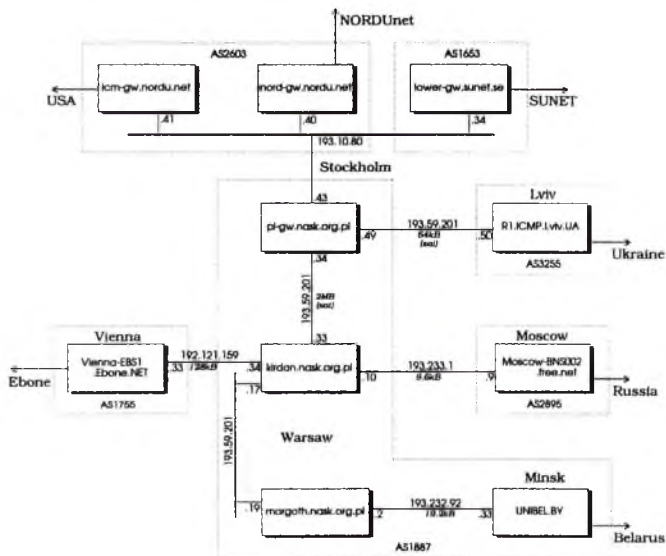 NORDUnet
AS2603
AS1653
icm-gw.nordu.net
nord-gw.nordu.net
lower-gw.sunet.se
USA
SUNET
.41
.40
.34
193.10.80
Stockholm
.43
Lviv
pl-gw.nask.org.pl
193.59.201
R1.ICMP.Lviv.UA
.49
64kB
(sat)
.50
.34
AS3255
Ukraine
193.59.201
2MB
(sat)
Vienna
.33
Moscow
Vienna-EBS1
.Ebone.NET
192.121.159
kirdan.nask.org.pl
193.233.1
Moscow-BNS002
.free.net
Ebone
.33
128kB
.34
.10
9.6kB
.9
.17
AS1755
AS2895
Russia
193.59.201
Warsaw
Minsk
morgoth.nask.org.pl
193.232.92
UNIBEL.BY
.19
.2
19.2kB
.33
AS1887
Belarus